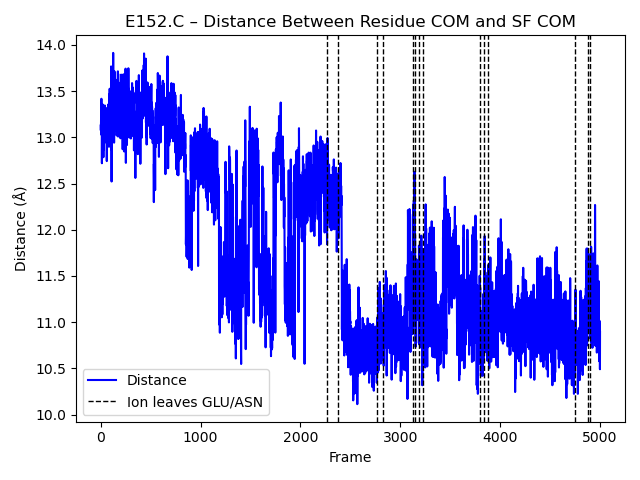 E152.C – Distance Between Residue COM and SF COM
14.0
13.5
13.0
12.5
12.0
11.5
11.0
10.5
10.0
Distance (Å)
Distance
Ion leaves GLU/ASN
0 1000 2000 3000 4000 5000
Frame